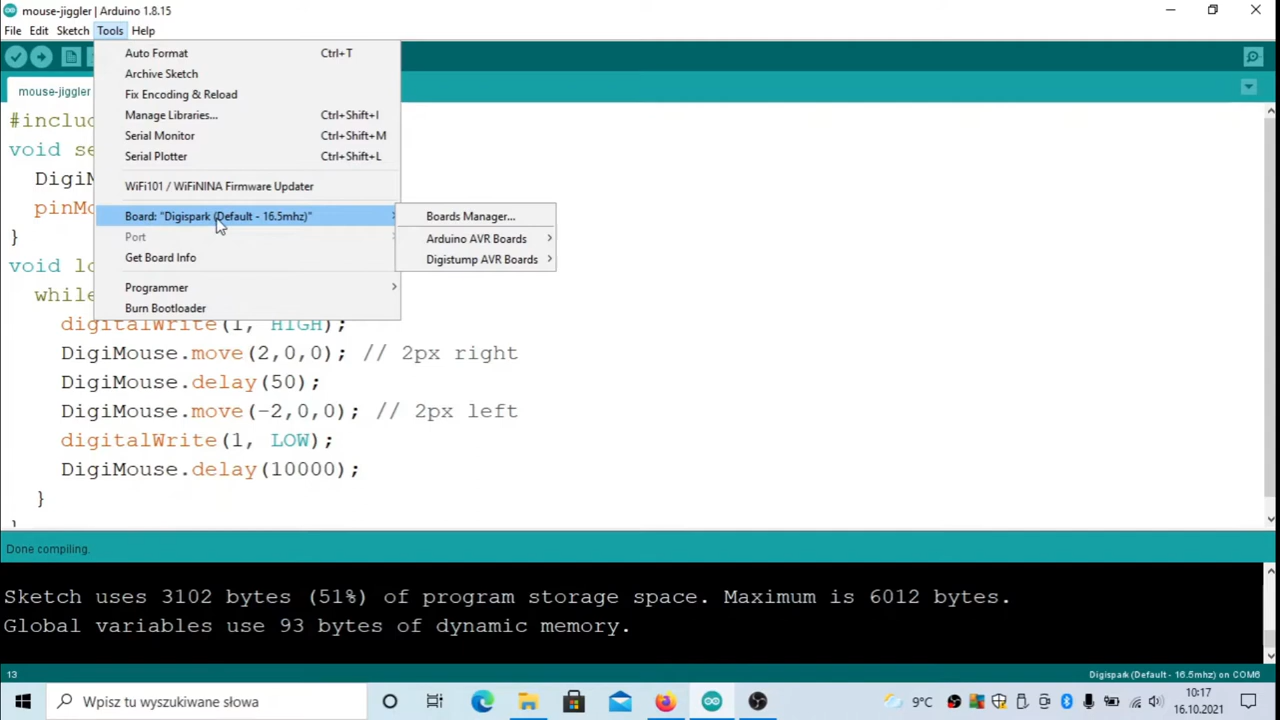 mouse-jiggler | Arduino 1.8.15
File Edit Sketch Tools Help
Auto Format Ctrl+T
Archive Sketch
Fix Encoding & Reload
Manage Libraries... Ctrl+Shift+I
Serial Monitor Ctrl+Shift+M
Serial Plotter Ctrl+Shift+L
WiFi101 / WiFiNINA Firmware Updater
Board: "Digispark (Default - 16.5mhz)"
Port
Get Board Info
Programmer
Burn Bootloader
Boards Manager...
Arduino AVR Boards
Digistump AVR Boards
mouse-jiggler
#includ
void se
DigiM
pinMo
}
void lo
while
digitalWrite(1, HIGH);
DigiMouse.move(2,0,0); // 2px right
DigiMouse.delay(50);
DigiMouse.move(-2,0,0); // 2px left
digitalWrite(1, LOW);
DigiMouse.delay(10000);
}
}
Done compiling.
Sketch uses 3102 bytes (51%) of program storage space. Maximum is 6012 bytes.
Global variables use 93 bytes of dynamic memory.
13 Digispark (Default - 16.5mhz) on COM6
Wpisz tu wyszukiwane słowa
9°C
10:17
16.10.2021